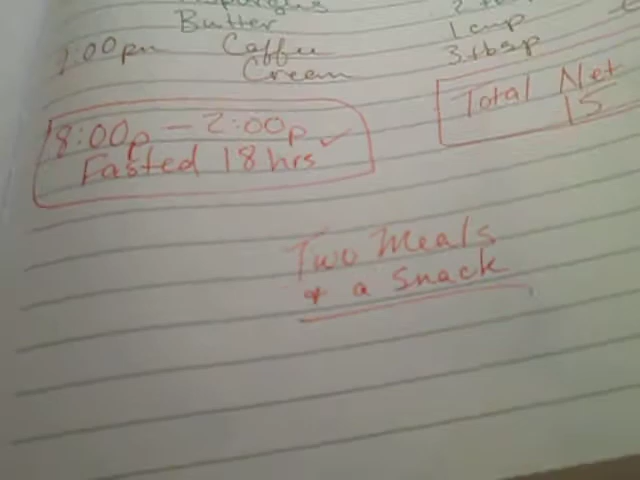 Butter
1 cup
:00pm Coffee
3 tbsp
Cream
Total Net
15
8:00p — 2:00p
Fasted 18 hrs ✓
Two Meals
+ a snack